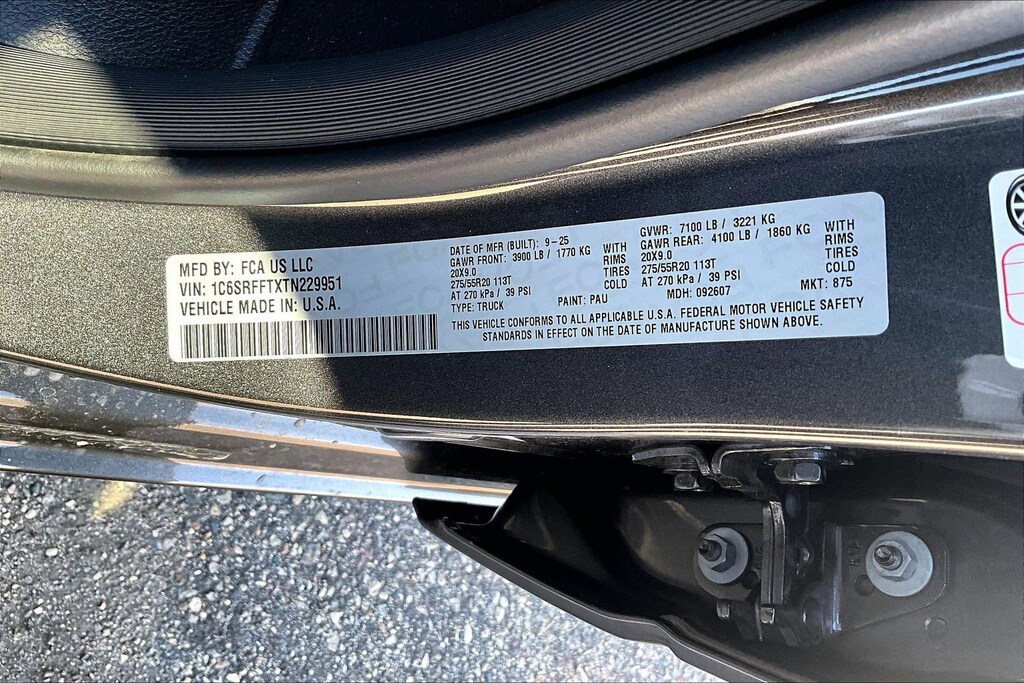 MFD BY: FCA US LLC
VIN: 1C6SRFFTXTN229951
VEHICLE MADE IN: U.S.A.
DATE OF MFR (BUILT): 9-25
GAWR FRONT: 3900 LB / 1770 KG WITH
20X9.0 RIMS
275/55R20 113T TIRES
AT 270 kPa / 39 PSI COLD
TYPE: TRUCK PAINT: PAU
GVWR: 7100 LB / 3221 KG
GAWR REAR: 4100 LB / 1860 KG WITH
20X9.0 RIMS
275/55R20 113T TIRES
AT 270 kPa / 39 PSI COLD
MDH: 092607 MKT: 875
THIS VEHICLE CONFORMS TO ALL APPLICABLE U.S.A. FEDERAL MOTOR VEHICLE SAFETY
STANDARDS IN EFFECT ON THE DATE OF MANUFACTURE SHOWN ABOVE.